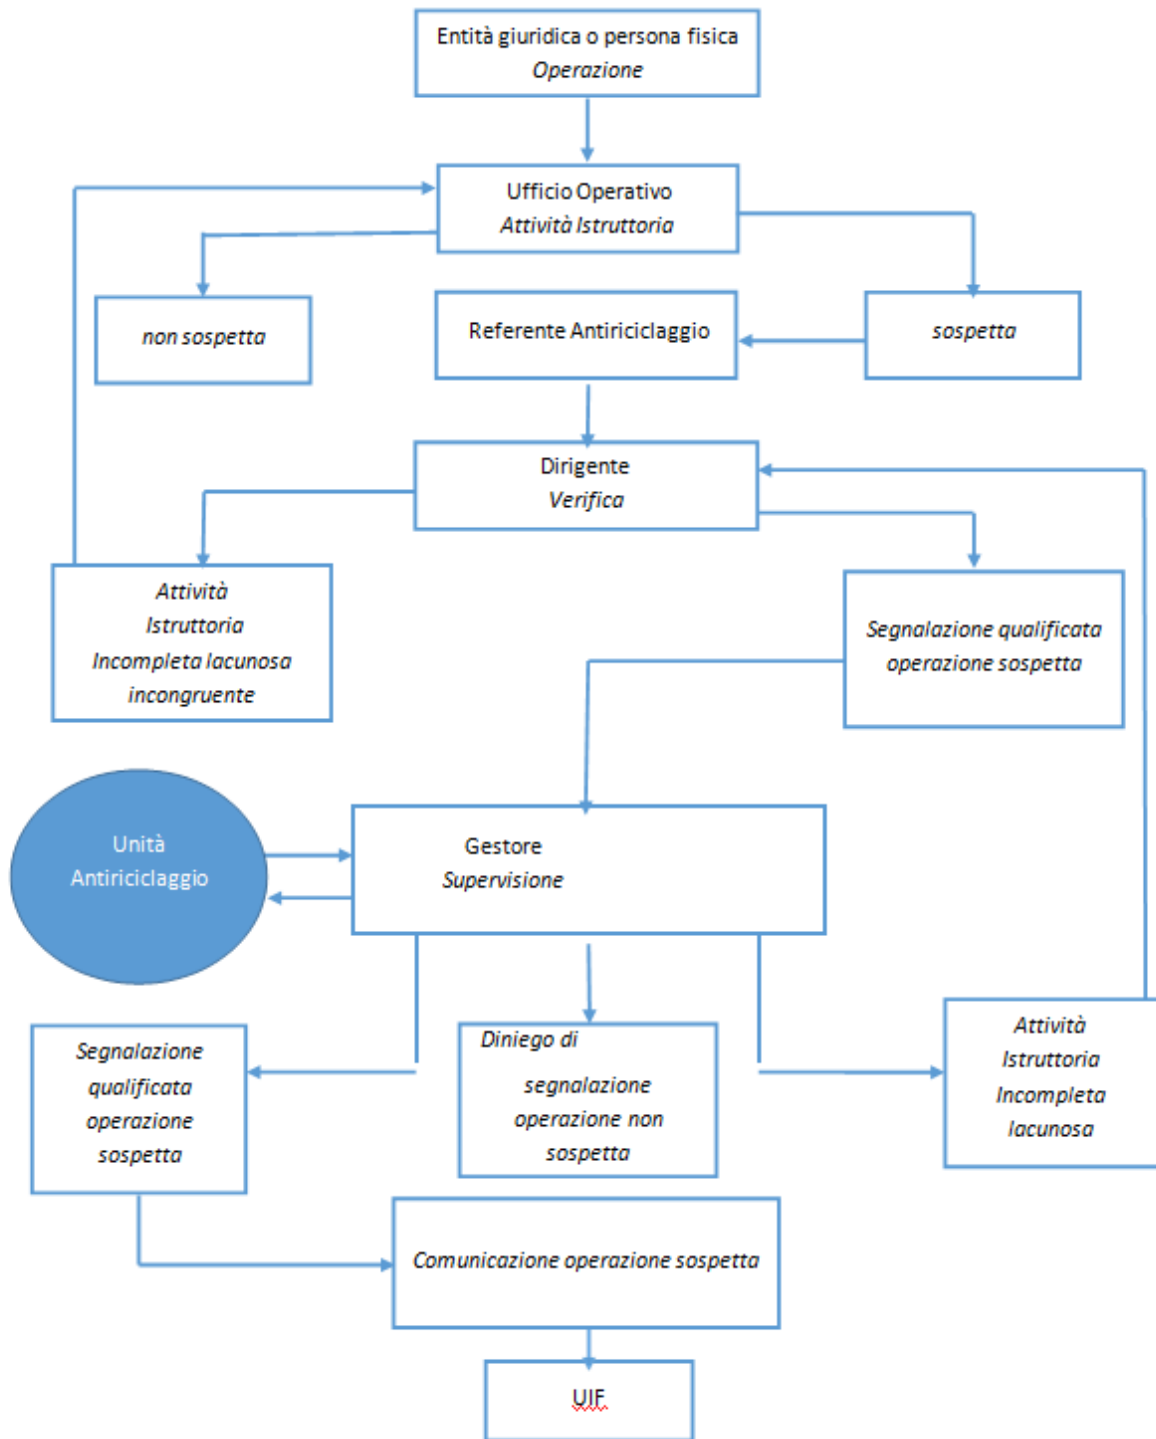 Entità giuridica o persona fisica
Operazione
Ufficio Operativo
Attività Istruttoria
non sospetta
Referente Antiriciclaggio
sospetta
Dirigente
Verifica
Attività
Istruttoria
Incompleta lacunosa
incongruente
Segnalazione qualificata
operazione sospetta
Unità
Antiriciclaggio
Gestore
Supervisione
Segnalazione
qualificata
operazione
sospetta
Diniego di
segnalazione
operazione non
sospetta
Attività
Istruttoria
Incompleta
lacunosa
Comunicazione operazione sospetta
UIF